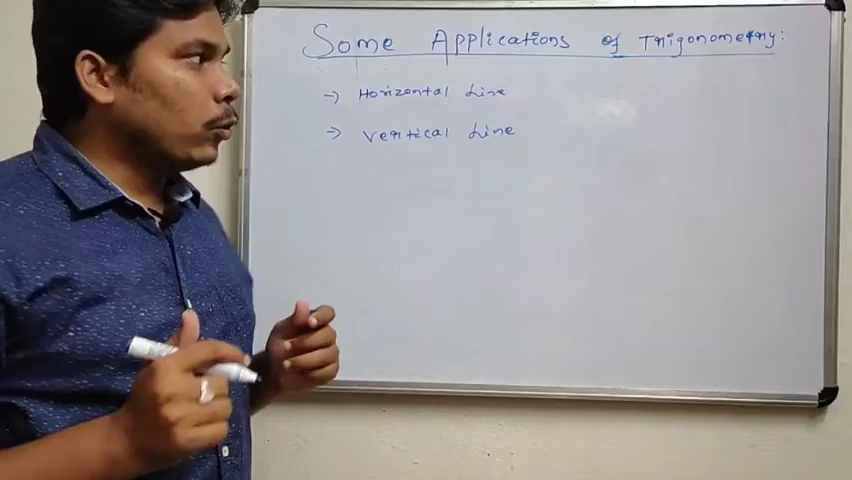 Some Applications of Trigonometry:
→ Horizontal Line
→ Vertical Line